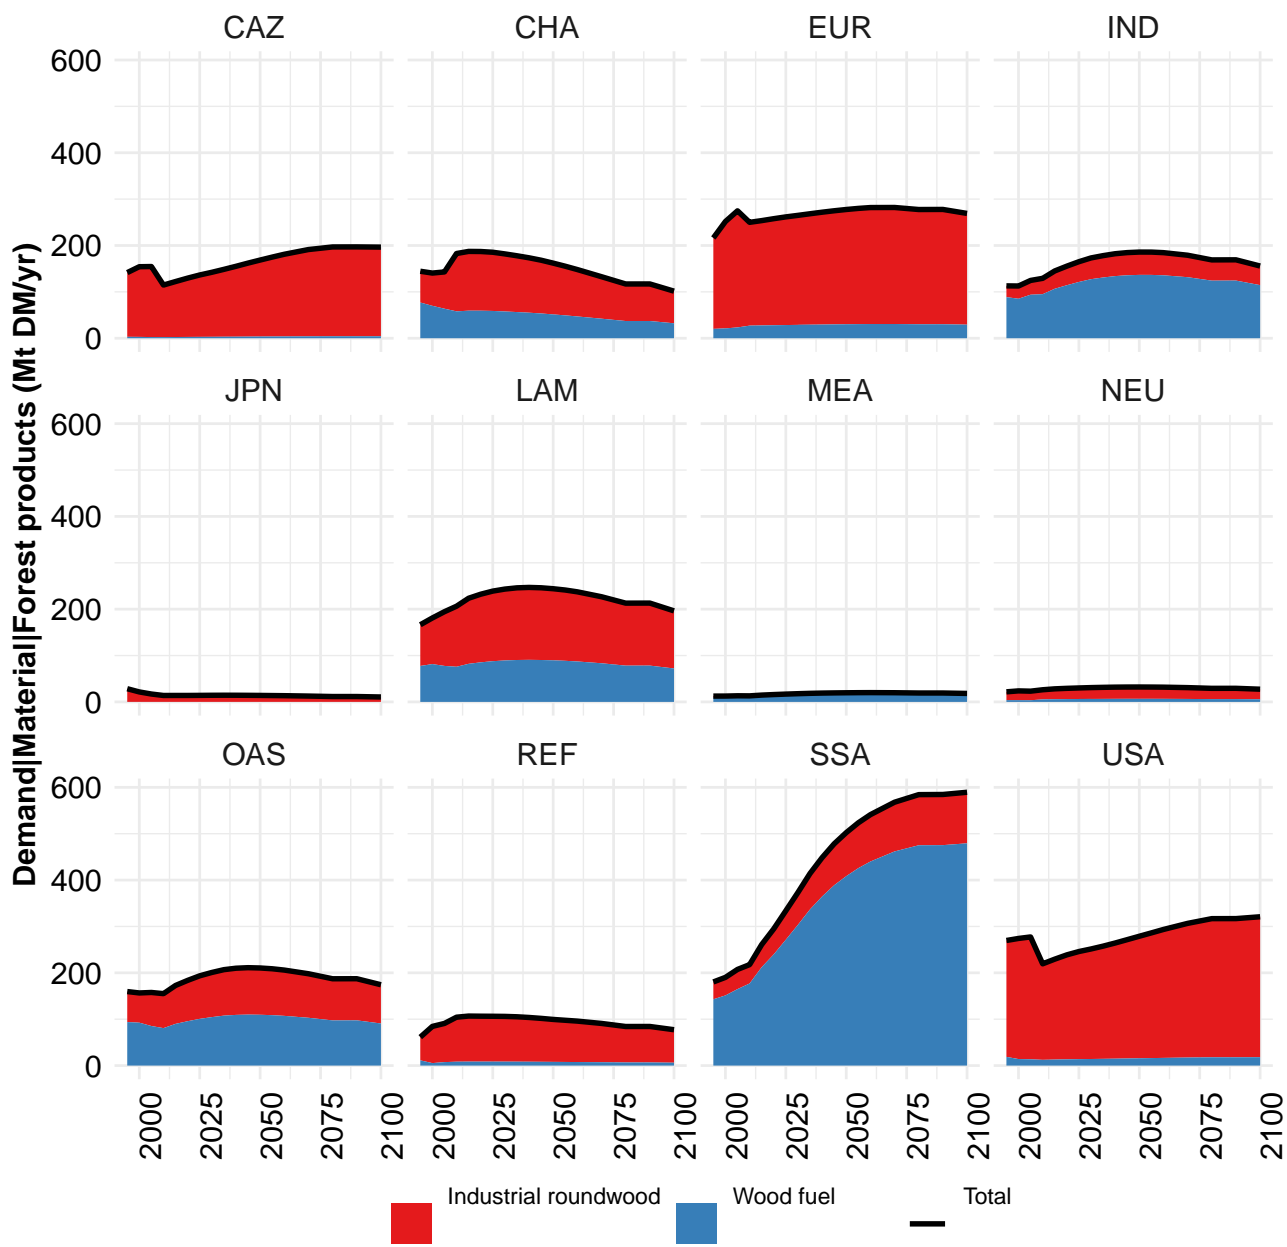 CAZ CHA EUR IND
600
400
200
0
JPN LAM MEA NEU
600
400
200
0
OAS REF SSA USA
600
400
200
0
Demand|Material|Forest products (Mt DM/yr)
2000 2025 2050 2075 2100 2000 2025 2050 2075 2100 2000 2025 2050 2075 2100 2000 2025 2050 2075 2100
Industrial roundwood Wood fuel Total